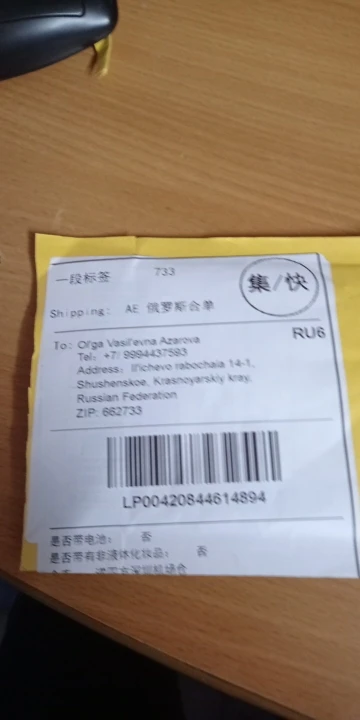 一段标签 733
集/快
Shipping: AE 俄罗斯合单
RU6
To: Ol'ga Vasil'evna Azarova
Tel: +7/ 9994437593
Address: Il'ichevo rabochaia 14-1,
Shushenskoe, Krasnoyarskiy kray,
Russian Federation
ZIP: 662733
LP00420844614894
是否带电池: 否
是否带有非液体化妆品: 否